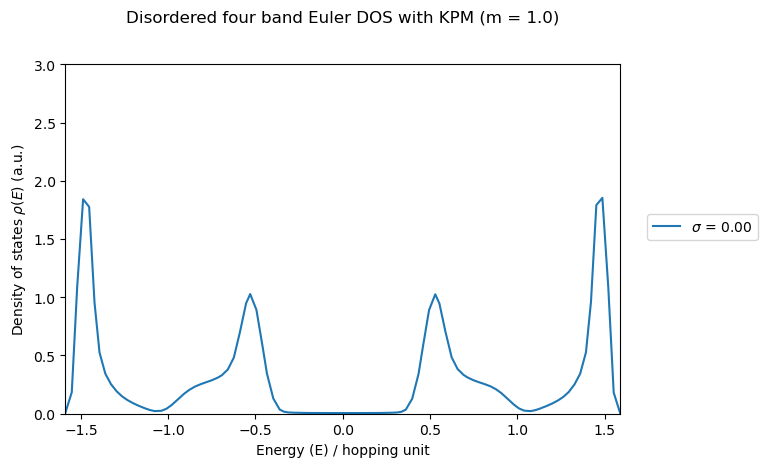 Disordered four band Euler DOS with KPM (m = 1.0)
3.0
2.5
2.0
1.5
1.0
0.5
0.0
Density of states ρ(E) (a.u.)
−1.5 −1.0 −0.5 0.0 0.5 1.0 1.5
Energy (E) / hopping unit
σ = 0.00